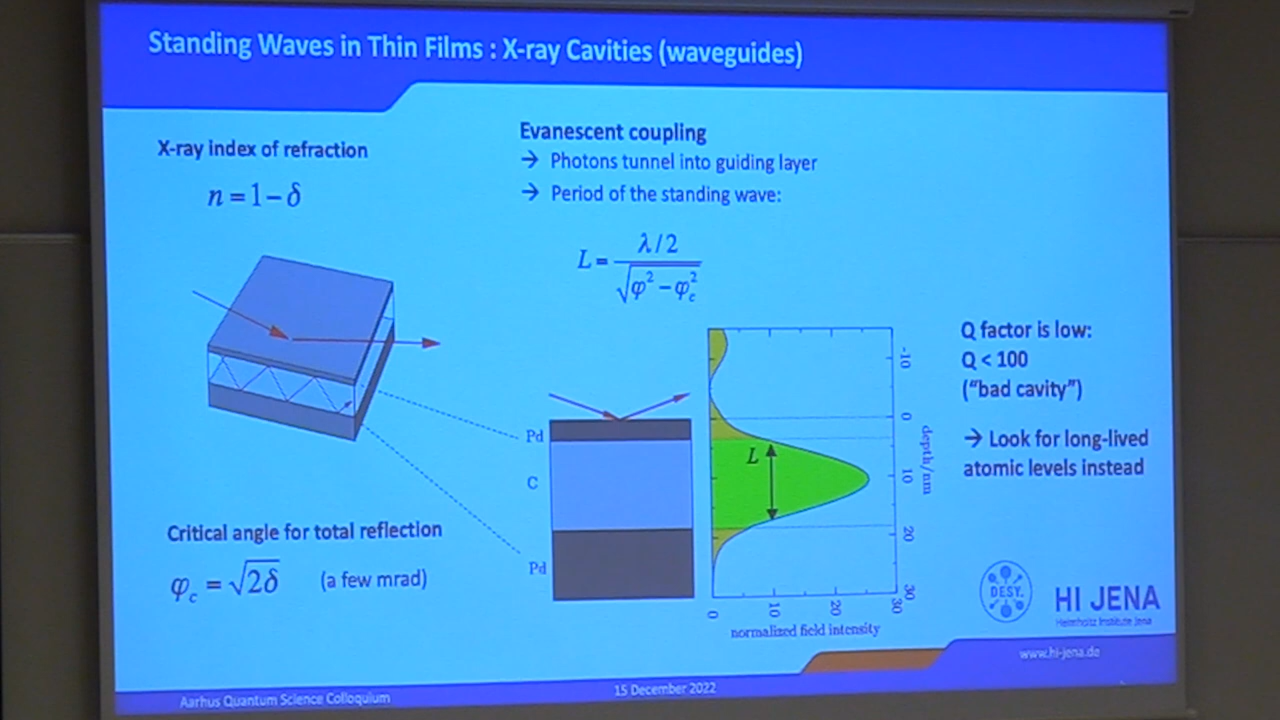 Standing Waves in Thin Films : X-ray Cavities (waveguides)
X-ray index of refraction
n = 1 – δ
Evanescent coupling
→ Photons tunnel into guiding layer
→ Period of the standing wave:
L = λ/2 / √φ² – φc²
Q factor is low:
Q < 100
("bad cavity")
→ Look for long-lived
atomic levels instead
Pd
C
Pd
L
-10
0
10
20
30
depth/nm
0
10
20
30
normalized field intensity
Critical angle for total reflection
φc = √2δ (a few mrad)
DESY.
HI JENA
Helmholtz Institute Jena
www.hi-jena.de
Aarhus Quantum Science Colloquium
15 December 2022